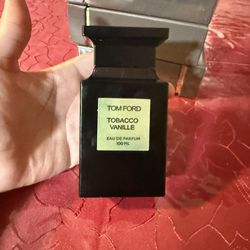 TOM FORD
TOBACCO
VANILLE
EAU DE PARFUM
100 ML